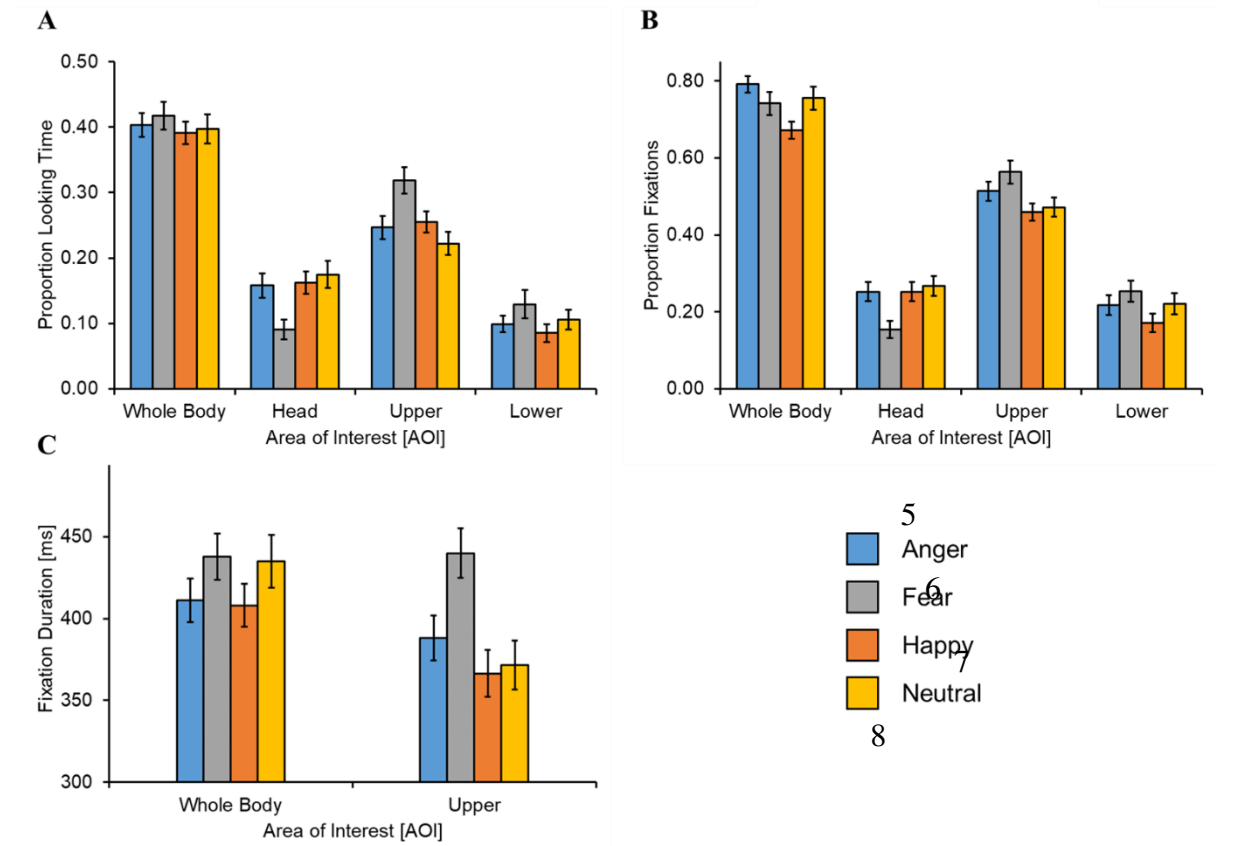 A
0.50
0.40
0.30
0.20
0.10
0.00
Proportion Looking Time
Whole Body Head Upper Lower
Area of Interest [AOI]
B
0.80
0.60
0.40
0.20
0.00
Proportion Fixations
Whole Body Head Upper Lower
Area of Interest [AOI]
C
450
400
350
300
Fixation Duration [ms]
Whole Body Upper
Area of Interest [AOI]
5
Anger
Fear
6
Happy
7
Neutral
8